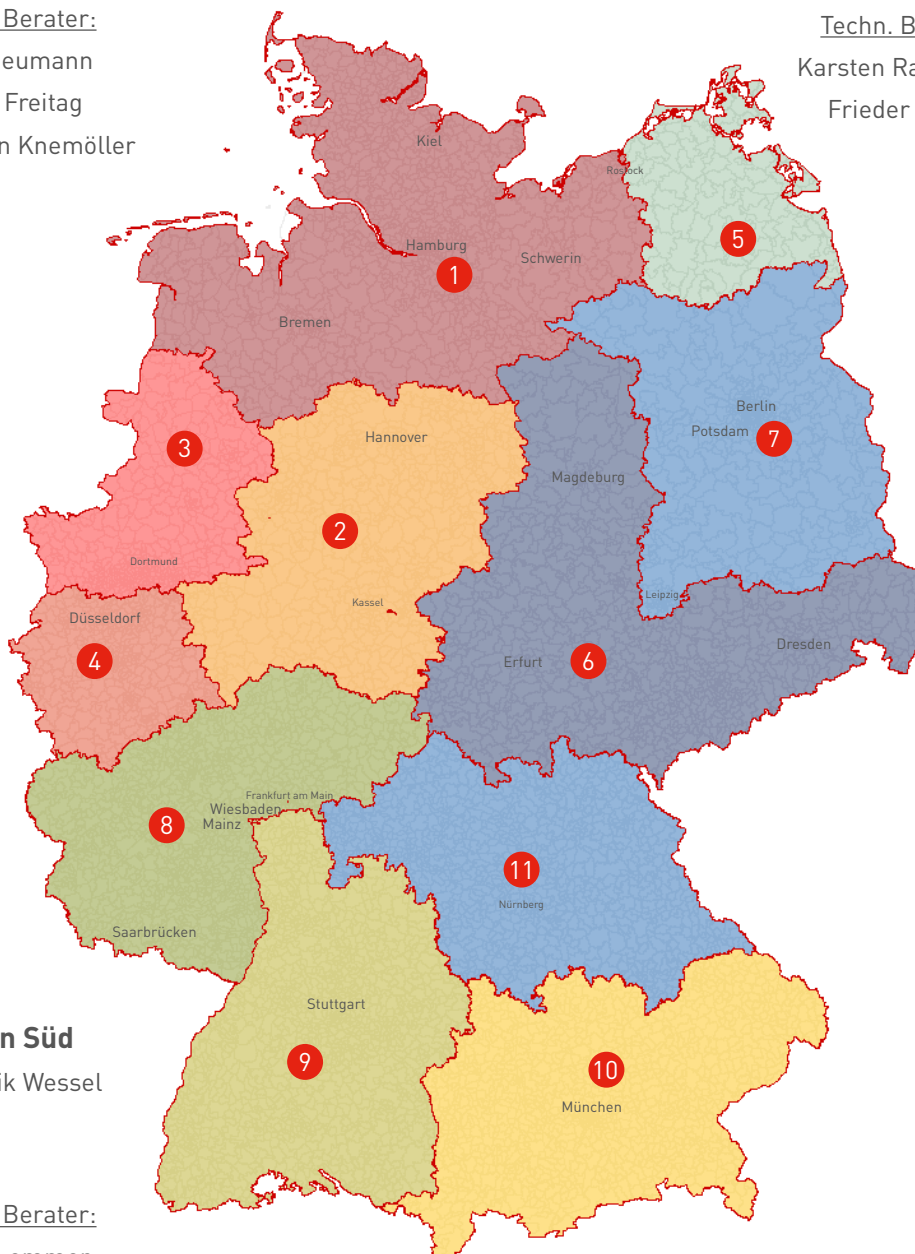 Berater:
Techn. B
eumann
Karsten Ra
Freitag
Frieder
n Knemöller
Kiel
Rostock
5
Hamburg
1
Schwerin
Bremen
Berlin
Potsdam
7
Hannover
3
Magdeburg
2
Dortmund
Kassel
Leipzig
Düsseldorf
4
Erfurt
6
Dresden
Frankfurt am Main
Wiesbaden
Mainz
8
11
Nürnberg
Saarbrücken
Stuttgart
n Süd
9
10
ik Wessel
München
Berater: